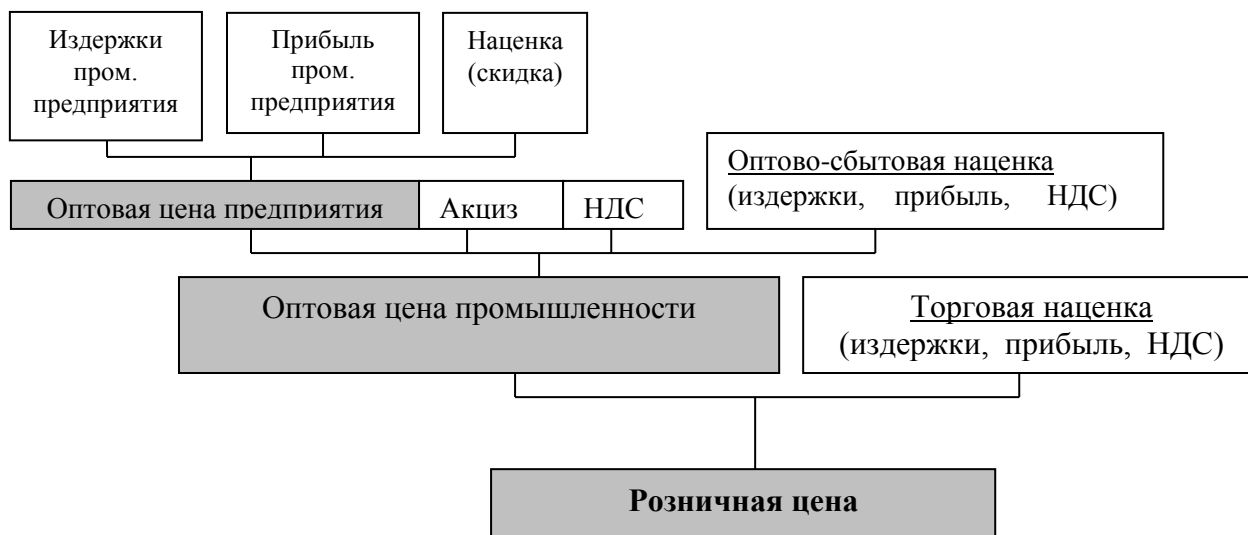 Издержки
пром.
предприятия
Прибыль
пром.
предприятия
Наценка
(скидка)
Оптово-сбытовая наценка
(издержки, прибыль, НДС)
Оптовая цена предприятия
Акциз
НДС
Оптовая цена промышленности
Торговая наценка
(издержки, прибыль, НДС)
Розничная цена